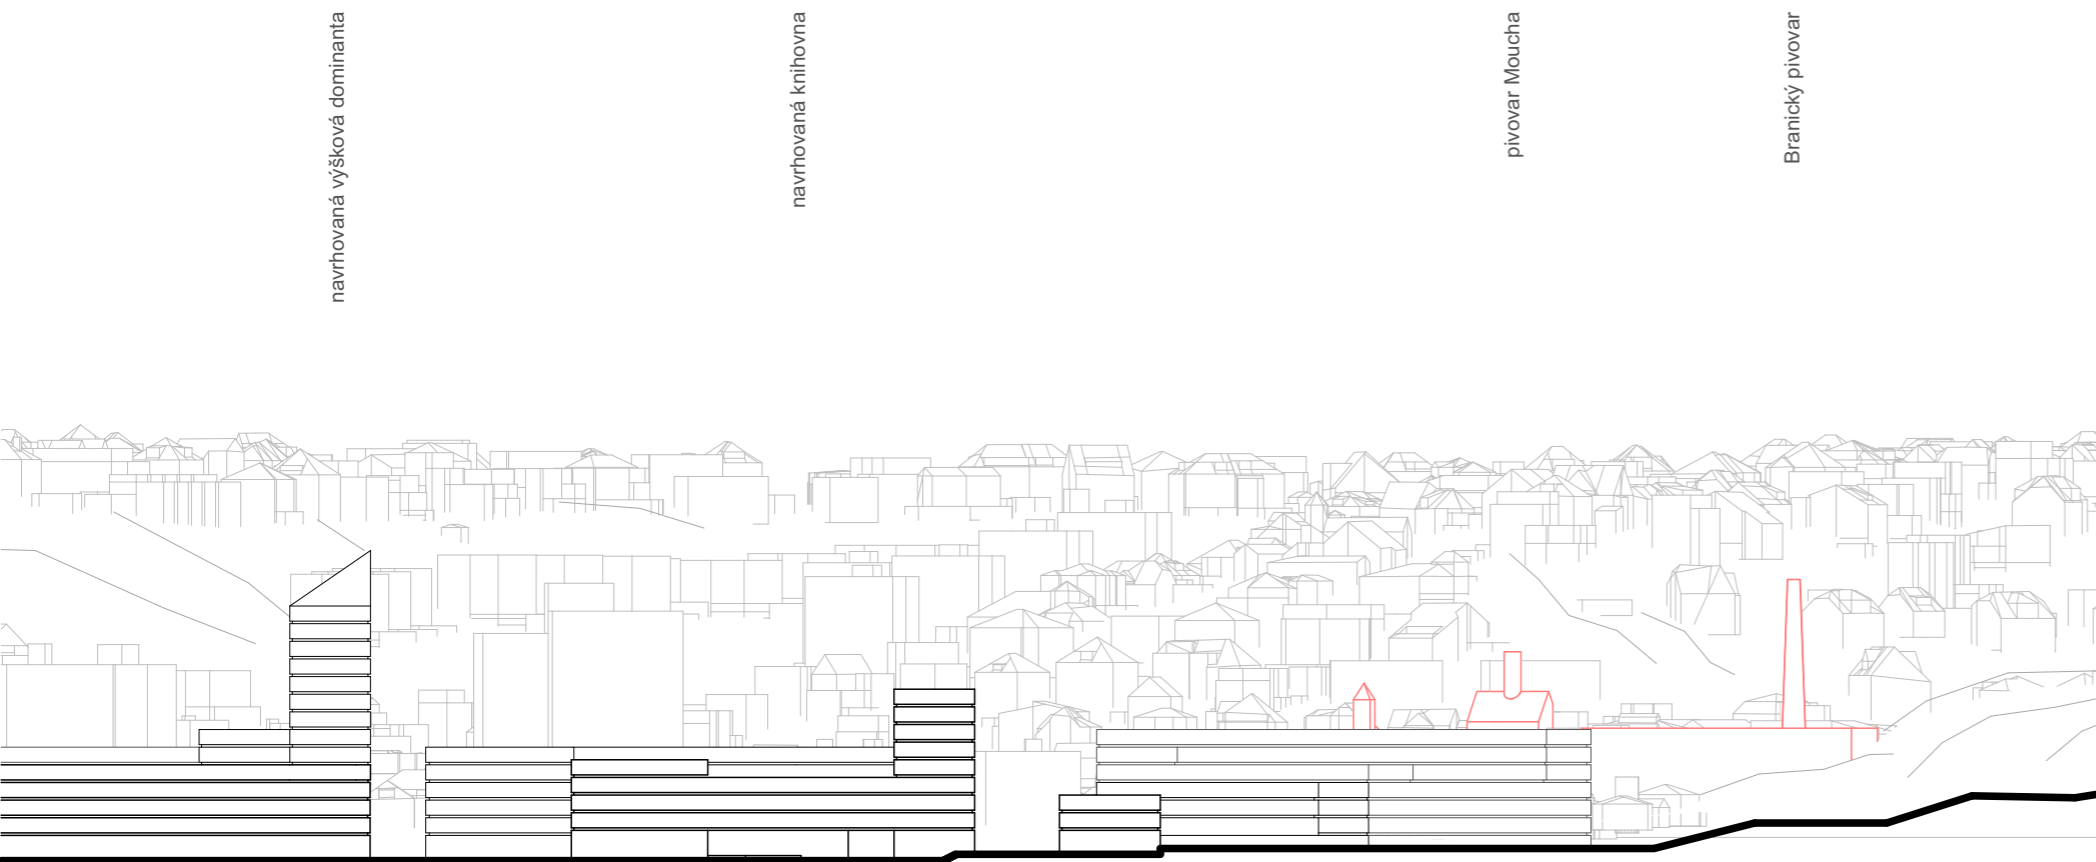 navrhovaná výšková dominanta
navrhovaná knihovna
pivovar Moucha
Branický pivovar